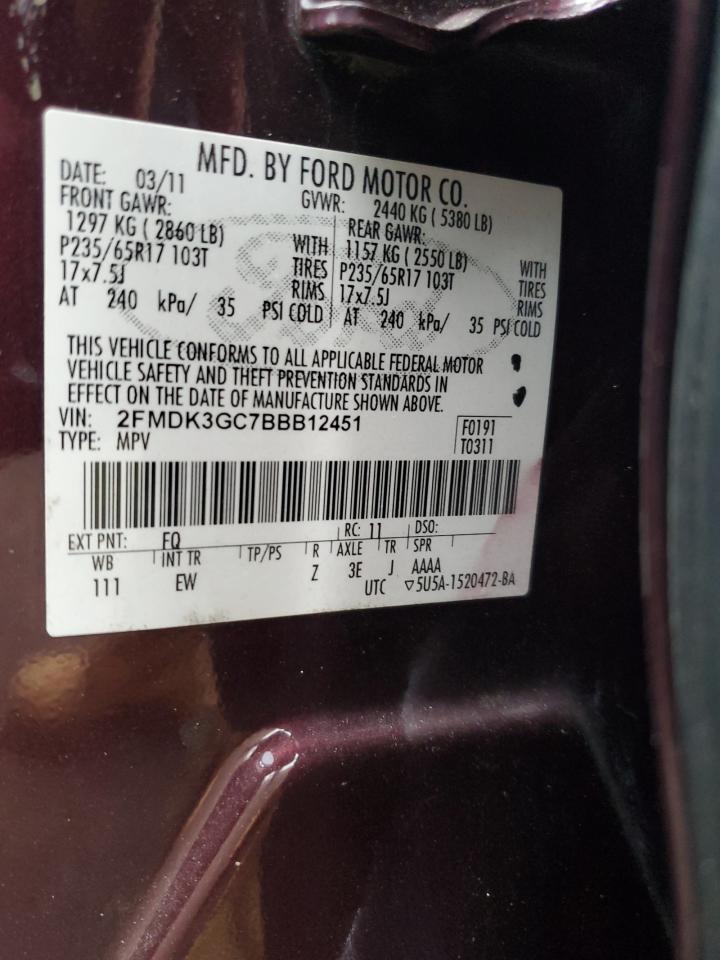 MFD. BY FORD MOTOR CO.
DATE: 03/11 GVWR: 2440 KG ( 5380 LB)
FRONT GAWR: REAR GAWR:
1297 KG ( 2860 LB) WITH 1157 KG ( 2550 LB) WITH
P235/65R17 103T TIRES P235/65R17 103T TIRES
17x7.5J RIMS 17x7.5J RIMS
AT 240 kPa/ 35 PSI COLD AT 240 kPa/ 35 PSI COLD
THIS VEHICLE CONFORMS TO ALL APPLICABLE FEDERAL MOTOR
VEHICLE SAFETY AND THEFT PREVENTION STANDARDS IN
EFFECT ON THE DATE OF MANUFACTURE SHOWN ABOVE.
VIN: 2FMDK3GC7BBB12451 F0191
TYPE: MPV T0311
EXT PNT: FQ RC: 11 DSO:
WB INT TR TP/PS R AXLE TR SPR
111 EW Z 3E J AAAA
UTC ▽5U5A-1520472-BA